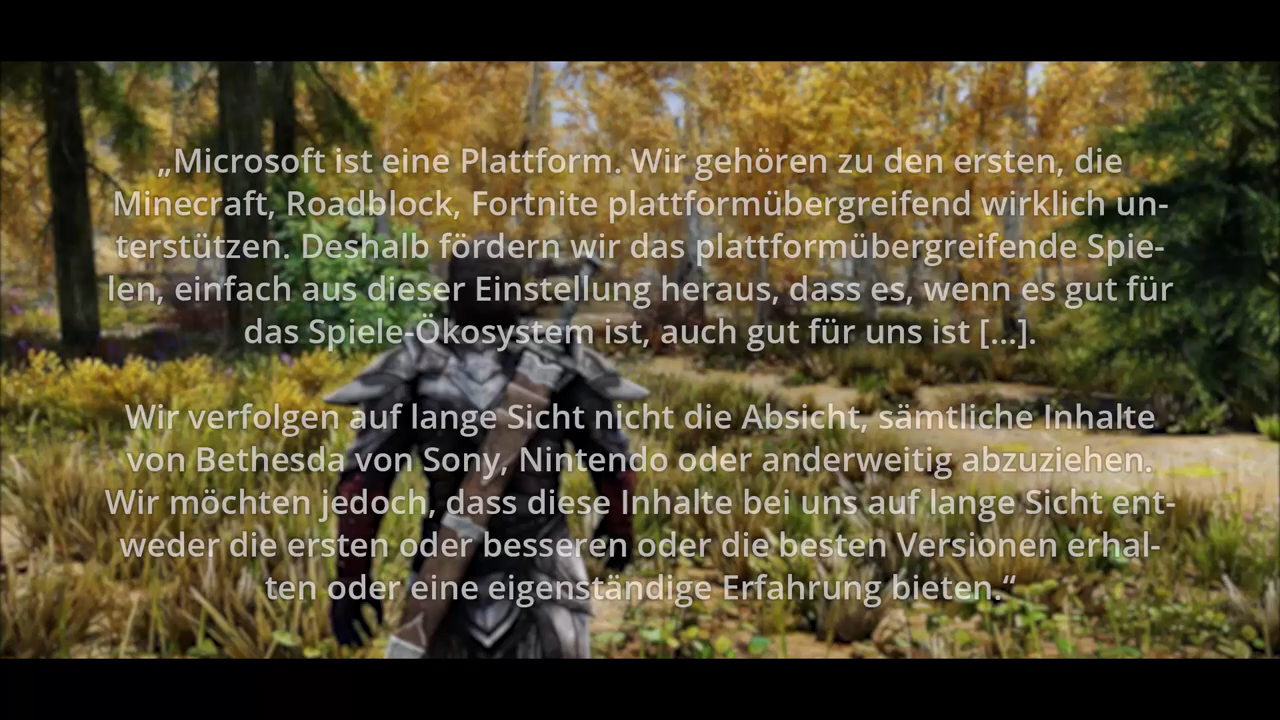 „Microsoft ist eine Plattform. Wir gehören zu den ersten, die
Minecraft, Roadblock, Fortnite plattformübergreifend wirklich un-
terstützen. Deshalb fördern wir das plattformübergreifende Spie-
len, einfach aus dieser Einstellung heraus, dass es, wenn es gut für
das Spiele-Ökosystem ist, auch gut für uns ist [...].
Wir verfolgen auf lange Sicht nicht die Absicht, sämtliche Inhalte
von Bethesda von Sony, Nintendo oder anderweitig abzuziehen.
Wir möchten jedoch, dass diese Inhalte bei uns auf lange Sicht ent-
weder die ersten oder besseren oder die besten Versionen erhal-
ten oder eine eigenständige Erfahrung bieten.“